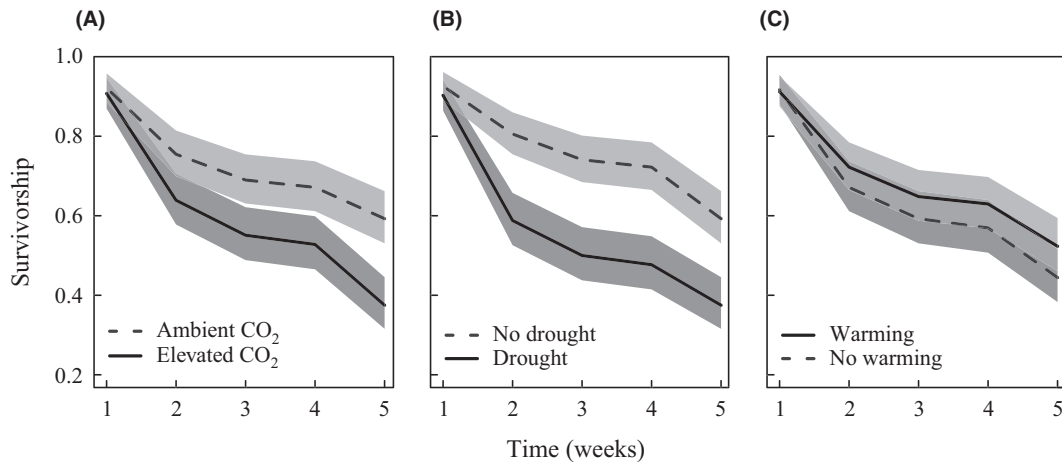 (A)
(B)
(C)
Survivorship
1.0
0.8
0.6
0.4
0.2
Ambient CO₂
Elevated CO₂
No drought
Drought
Warming
No warming
1 2 3 4 5
1 2 3 4 5
1 2 3 4 5
Time (weeks)